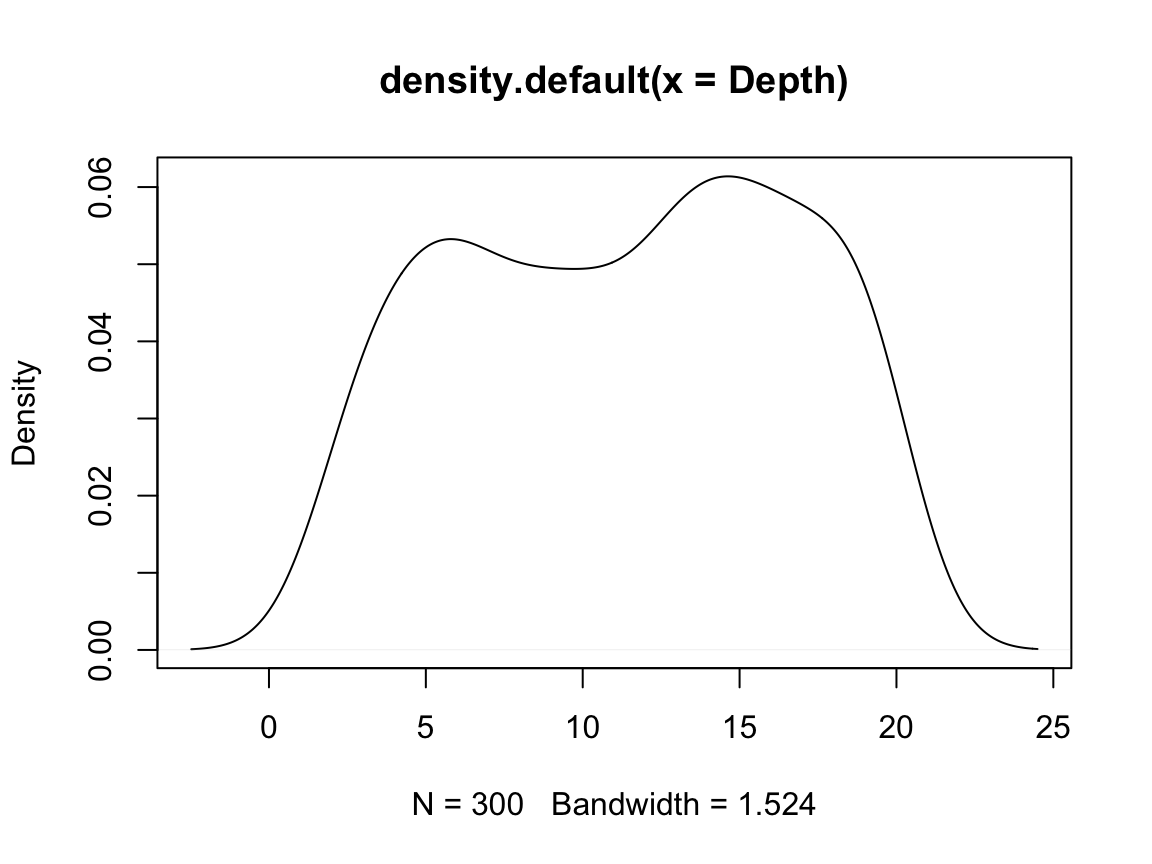 density.default(x = Depth)
Density
0.06
0.04
0.02
0.00
0 5 10 15 20 25
N = 300 Bandwidth = 1.524